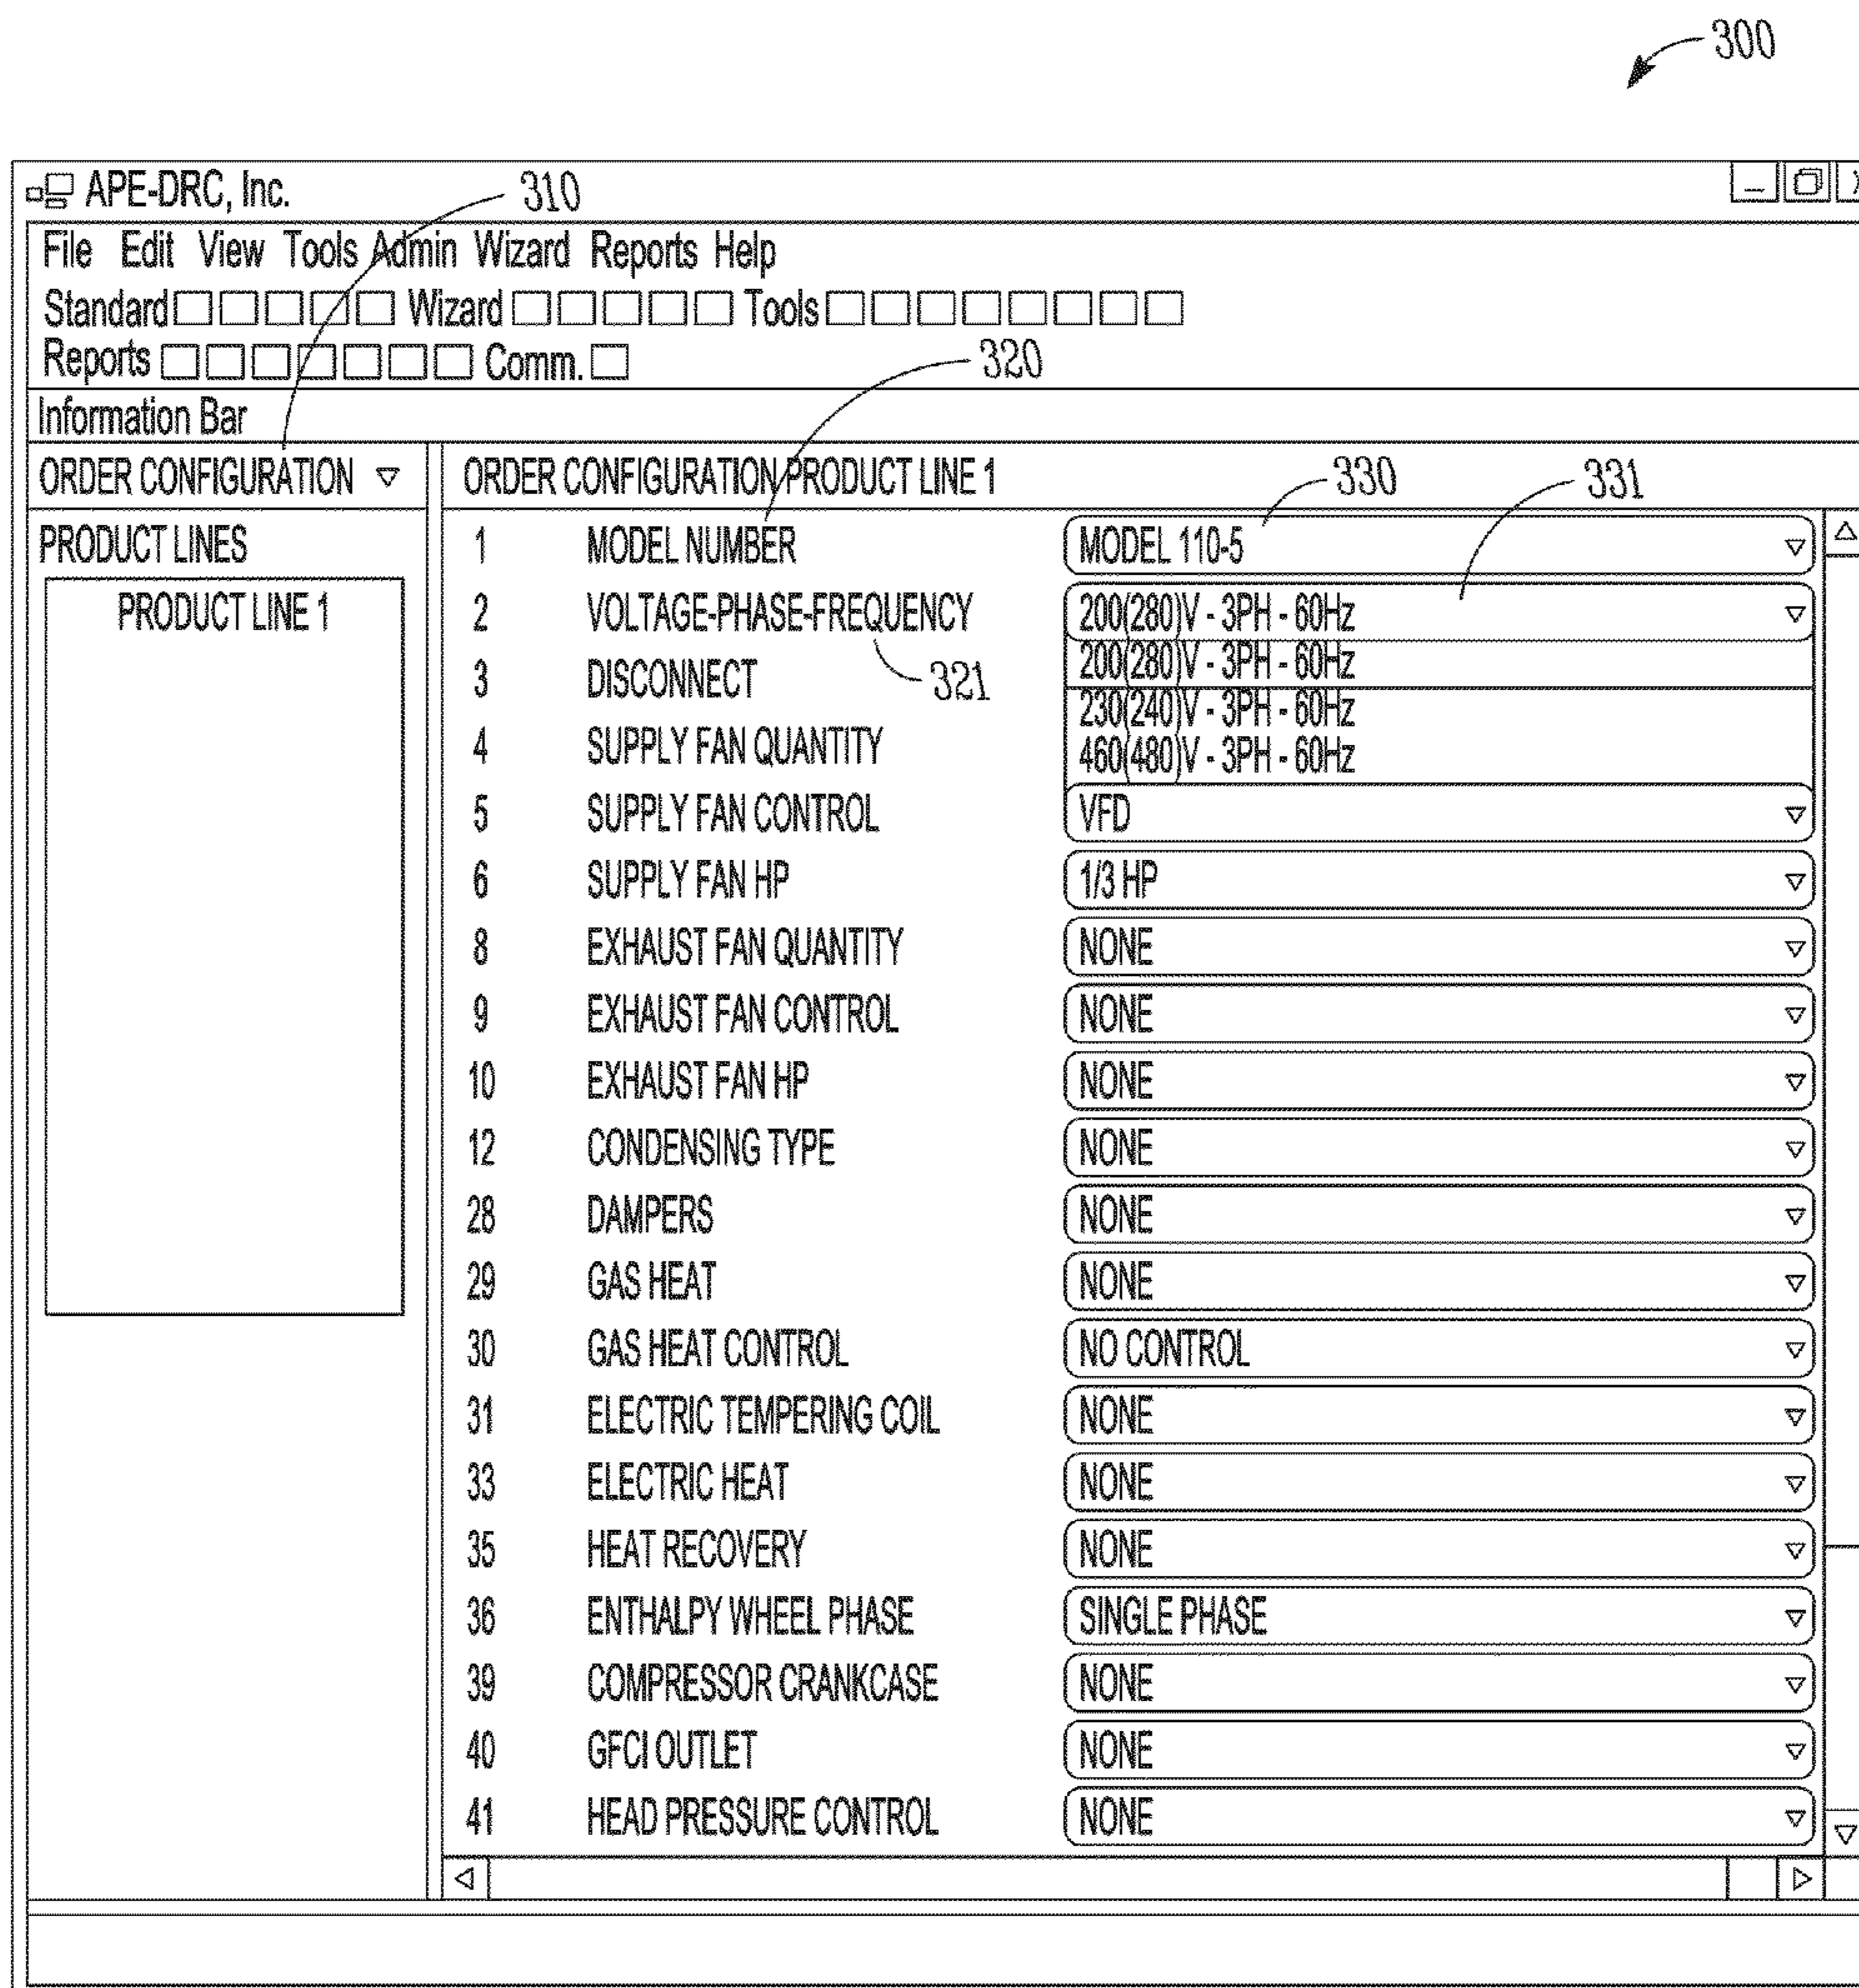 300
APE-DRC, Inc.
310
File Edit View Tools Admin Wizard Reports Help
Standard Wizard Tools
Reports Comm.
320
Information Bar
ORDER CONFIGURATION
PRODUCT LINES
PRODUCT LINE 1
ORDER CONFIGURATION PRODUCT LINE 1
330
331
1 MODEL NUMBER MODEL 110-5
2 VOLTAGE-PHASE-FREQUENCY 200(280)V - 3PH - 60Hz
200(280)V - 3PH - 60Hz
3 DISCONNECT
321
230(240)V - 3PH - 60Hz
4 SUPPLY FAN QUANTITY 460(480)V - 3PH - 60Hz
5 SUPPLY FAN CONTROL VFD
6 SUPPLY FAN HP 1/3 HP
8 EXHAUST FAN QUANTITY NONE
9 EXHAUST FAN CONTROL NONE
10 EXHAUST FAN HP NONE
12 CONDENSING TYPE NONE
28 DAMPERS NONE
29 GAS HEAT NONE
30 GAS HEAT CONTROL NO CONTROL
31 ELECTRIC TEMPERING COIL NONE
33 ELECTRIC HEAT NONE
35 HEAT RECOVERY NONE
36 ENTHALPY WHEEL PHASE SINGLE PHASE
39 COMPRESSOR CRANKCASE NONE
40 GFCI OUTLET NONE
41 HEAD PRESSURE CONTROL NONE